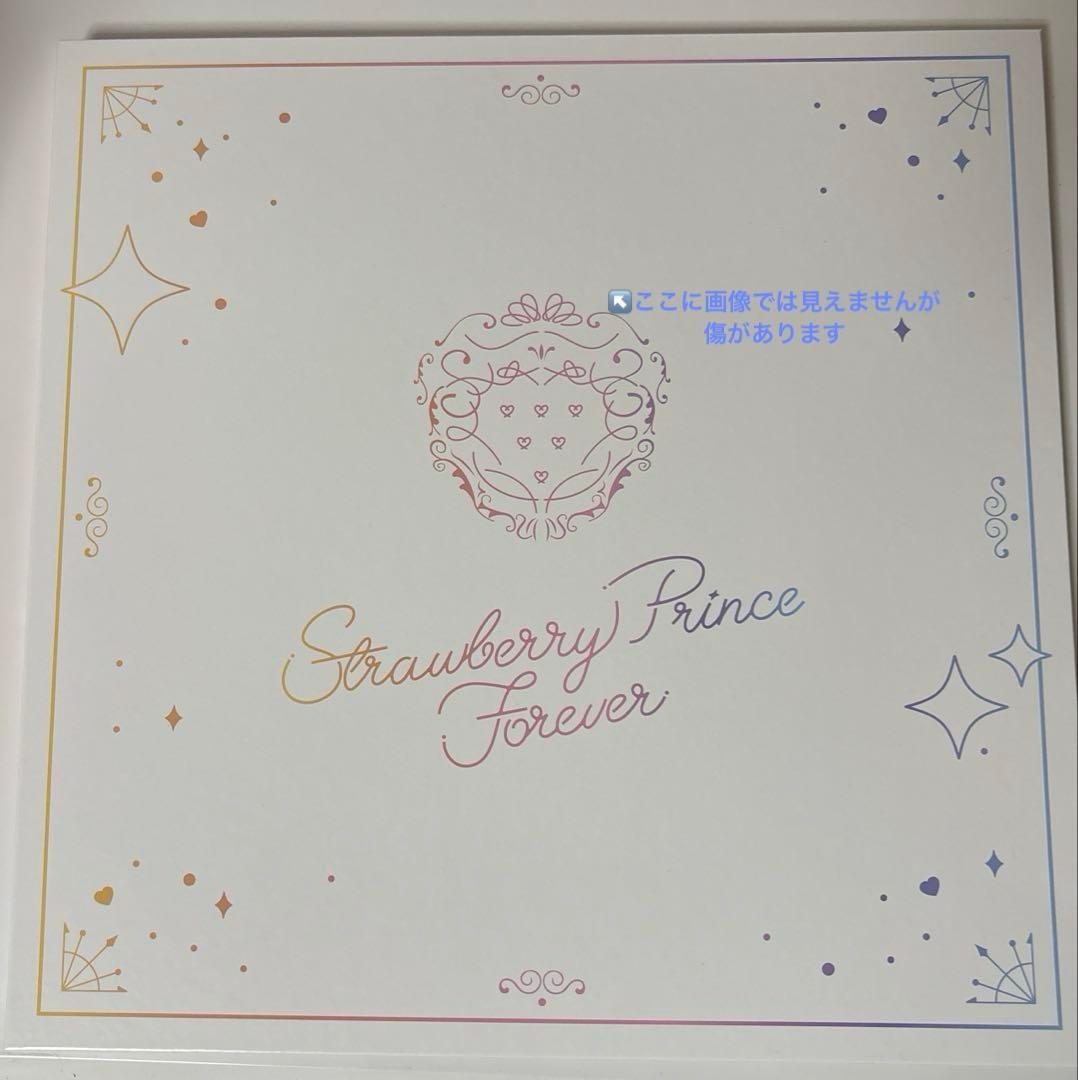 ↖ここに画像では見えませんが
傷があります
Strawberry Prince
Forever